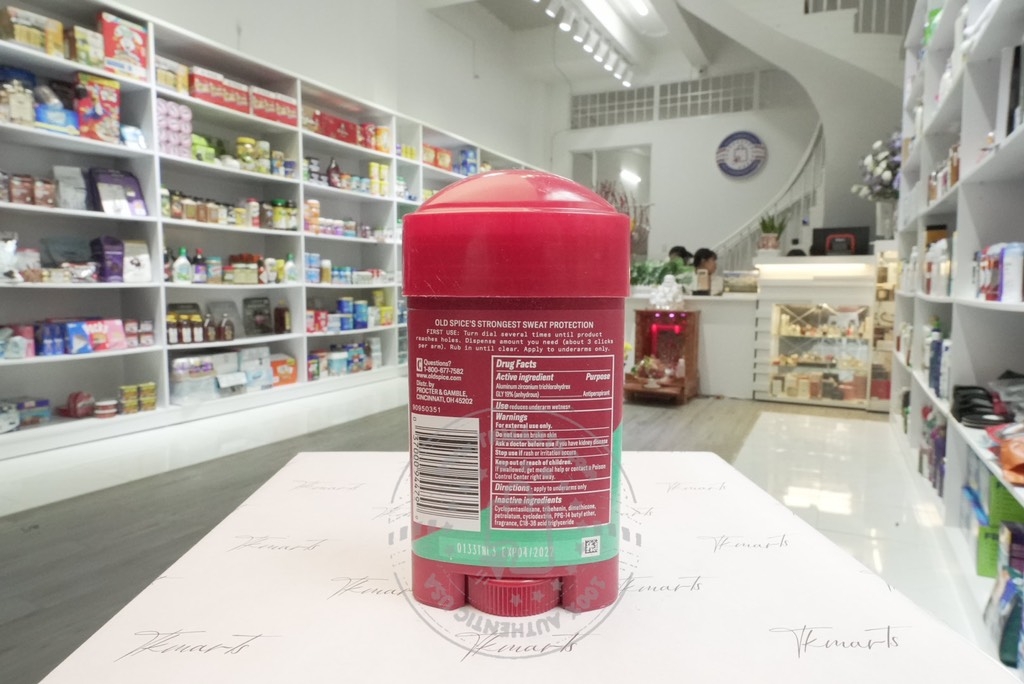 OLD SPICE'S STRONGEST SWEAT PROTECTION
FIRST USE: Turn dial several times until product
reaches holes. Dispense amount you need (about 3 clicks
per arm). Rub in until clear. Apply to underarms only.
Questions?
1-800-677-7582
www.oldspice.com
Distr. by
PROCTER & GAMBLE,
CINCINNATI, OH 45202
90950351
Drug Facts
Active ingredient Purpose
Aluminum zirconium trichlorohydrex
GLY 19% (anhydrous) Antiperspirant
Use reduces underarm wetness
Warnings
For external use only.
Do not use on broken skin
Ask a doctor before use if you have kidney disease
Stop use if rash or irritation occurs
Keep out of reach of children.
If swallowed, get medical help or contact a Poison
Control Center right away.
Directions - apply to underarms only
Inactive ingredients
Cyclopentasiloxane, tribehenin, dimethicone,
petrolatum, cyclodextrin, PPG-14 butyl ether,
fragrance, C18-36 acid triglyceride
EXP04/2022
Tkmarts
Tkmarts
Tkmarts
Tkmarts
Tkmarts
AUTHENTIC